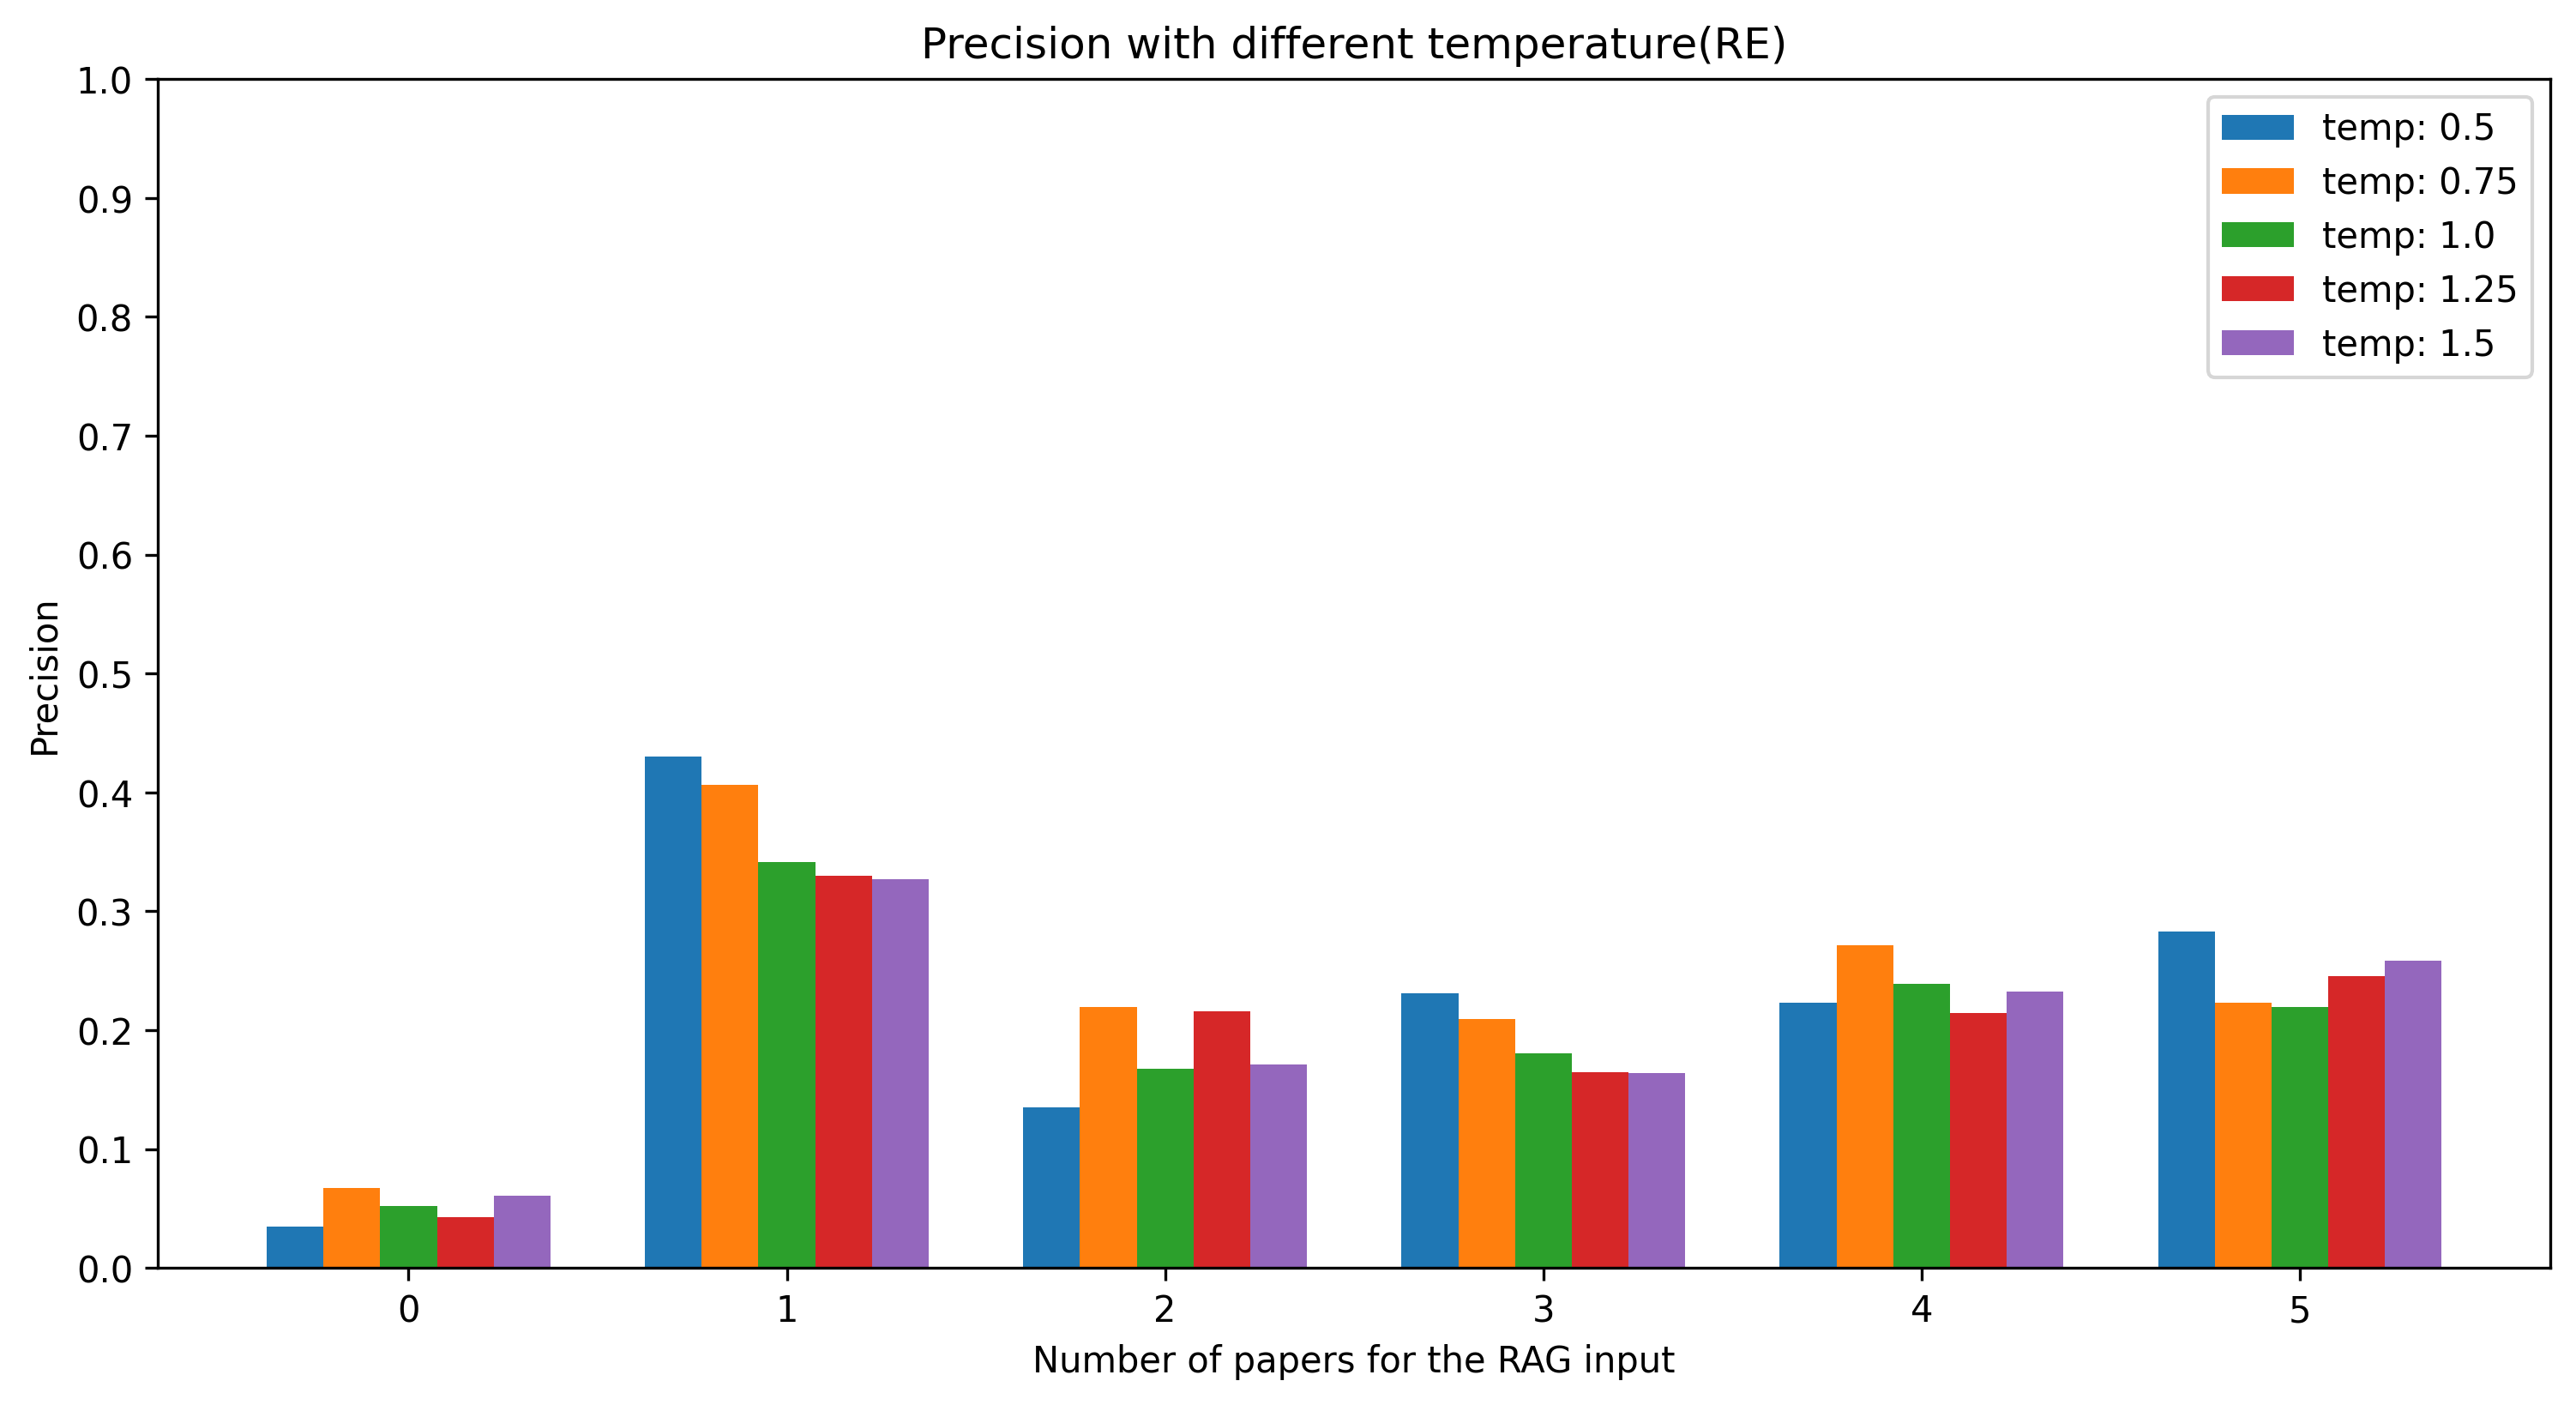 Precision with different temperature(RE)
1.0
0.9
0.8
0.7
0.6
0.5
0.4
0.3
0.2
0.1
0.0
Precision
temp: 0.5
temp: 0.75
temp: 1.0
temp: 1.25
temp: 1.5
0 1 2 3 4 5
Number of papers for the RAG input